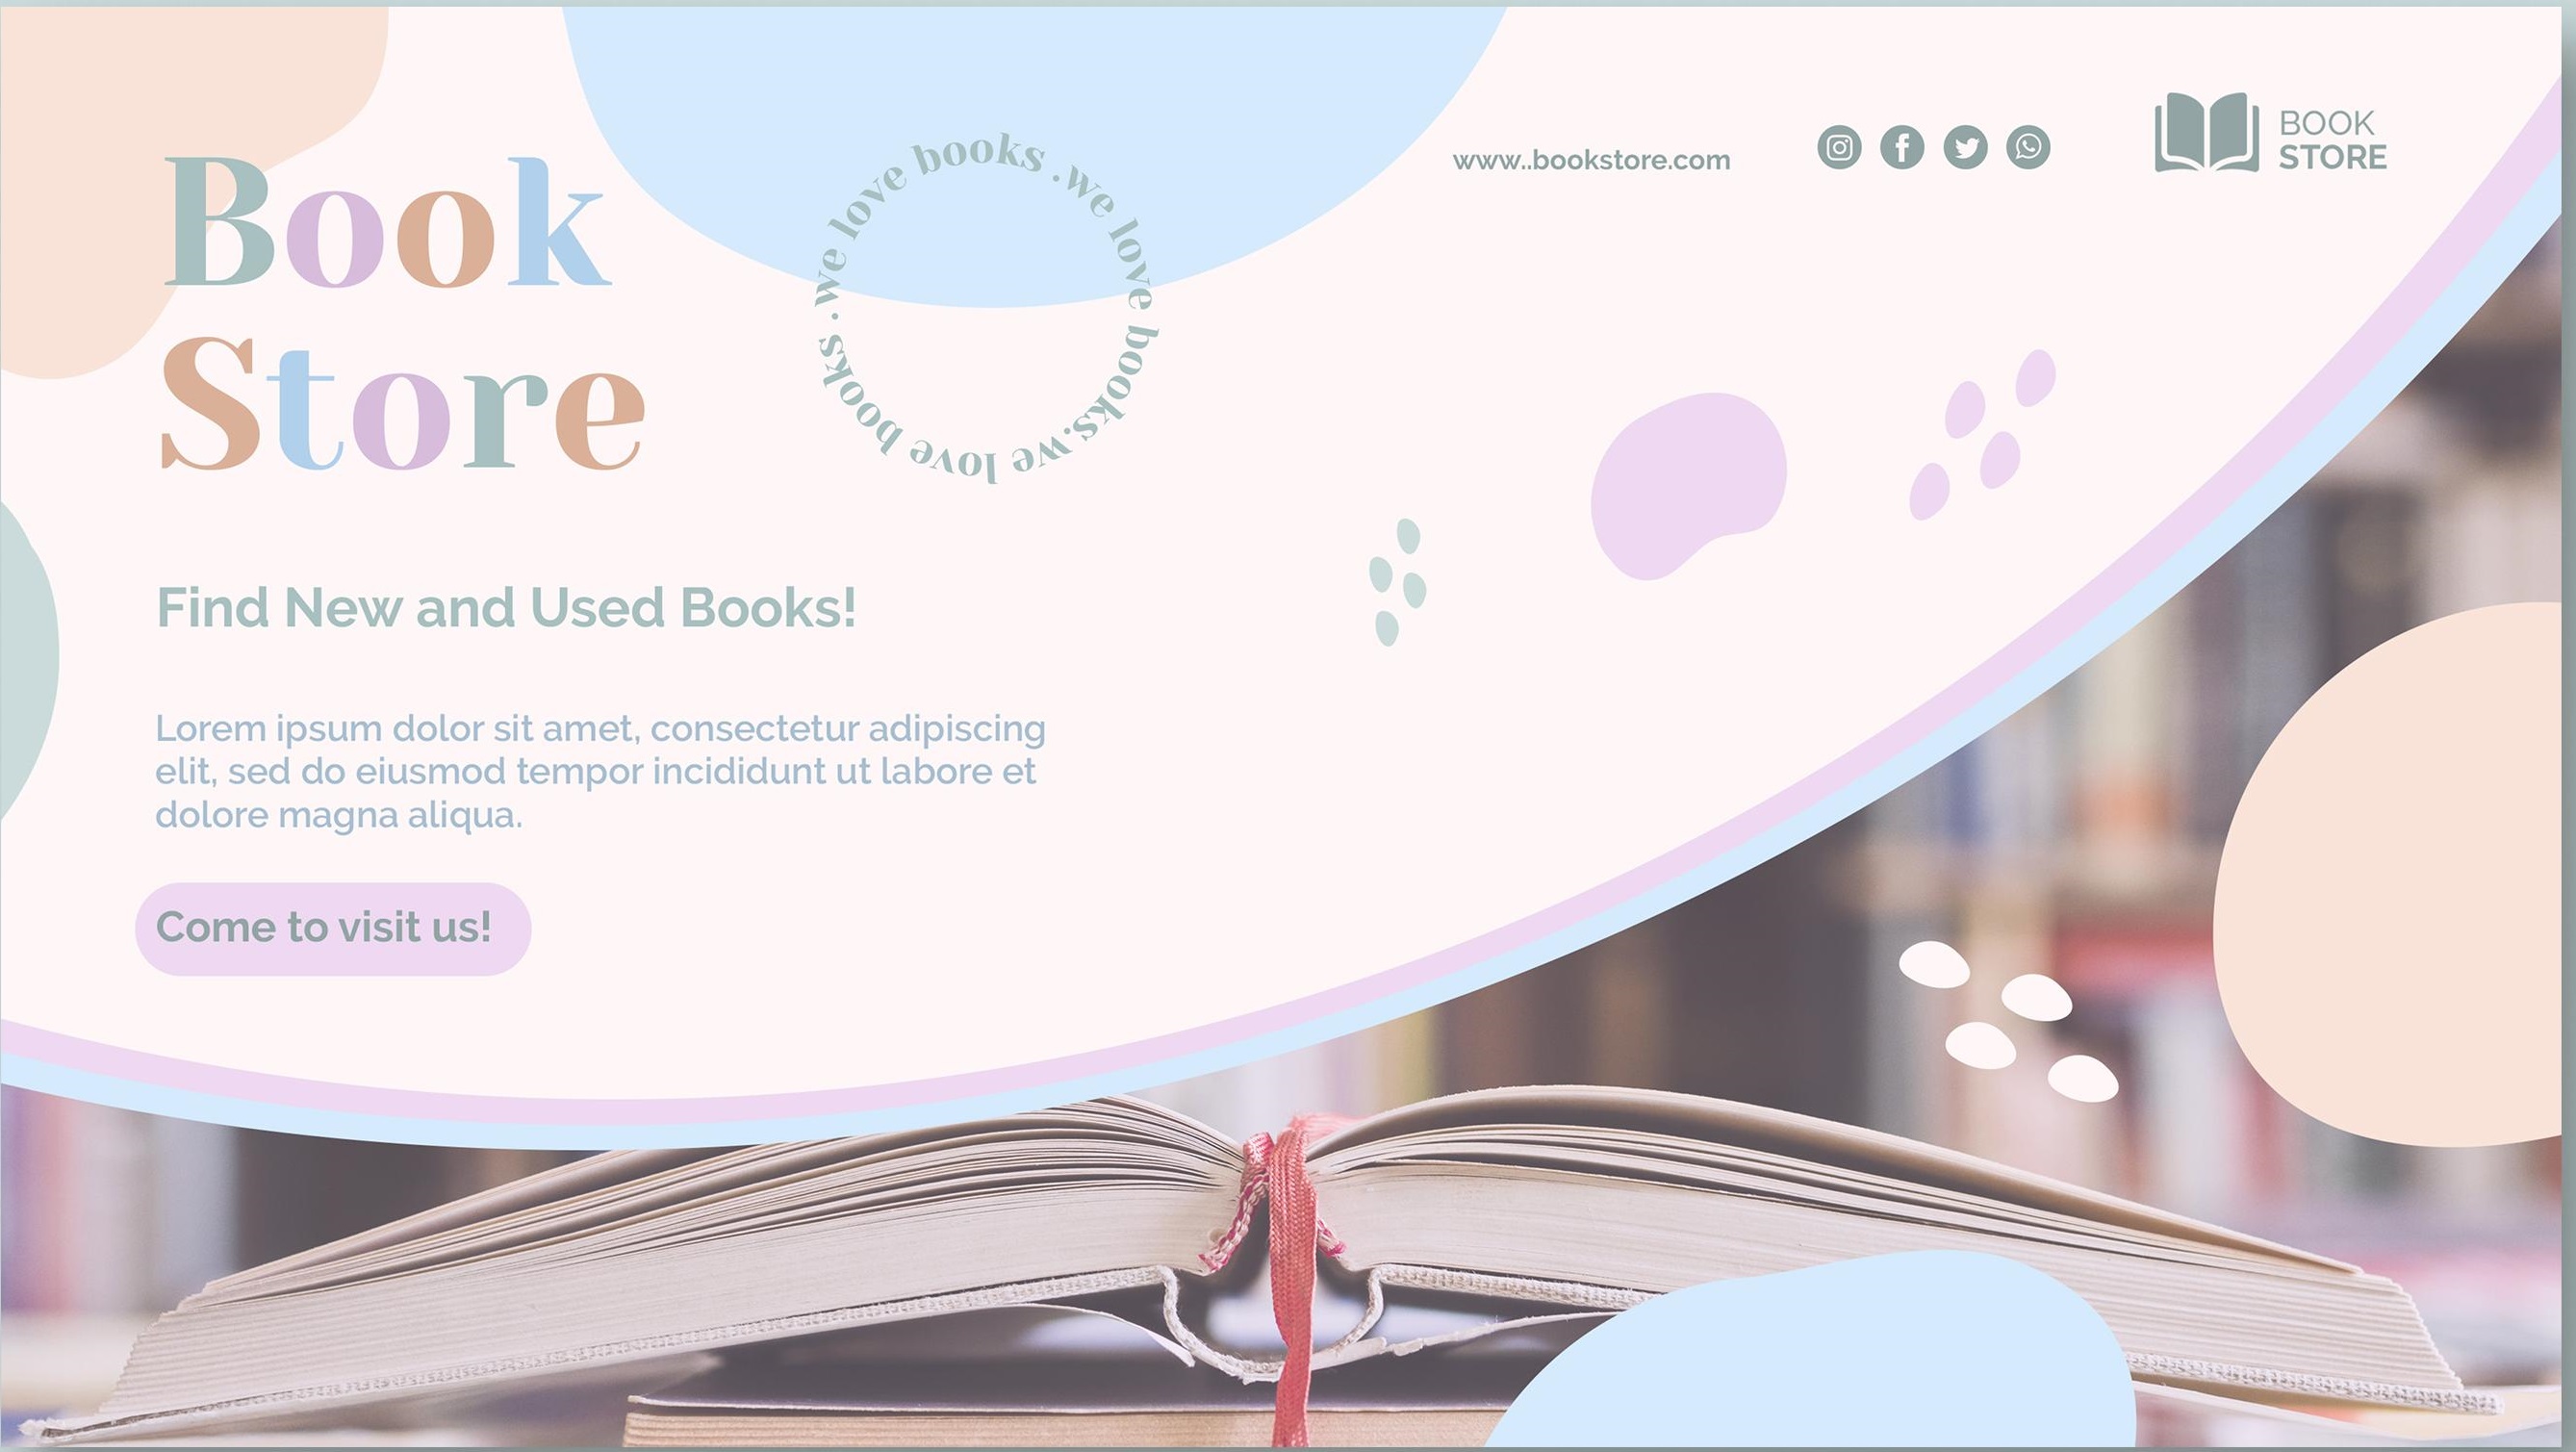 Book
Store
.we love books .we love books.we love books
www..bookstore.com
BOOK
STORE
Find New and Used Books!
Lorem ipsum dolor sit amet, consectetur adipiscing
elit, sed do eiusmod tempor incididunt ut labore et
dolore magna aliqua.
Come to visit us!